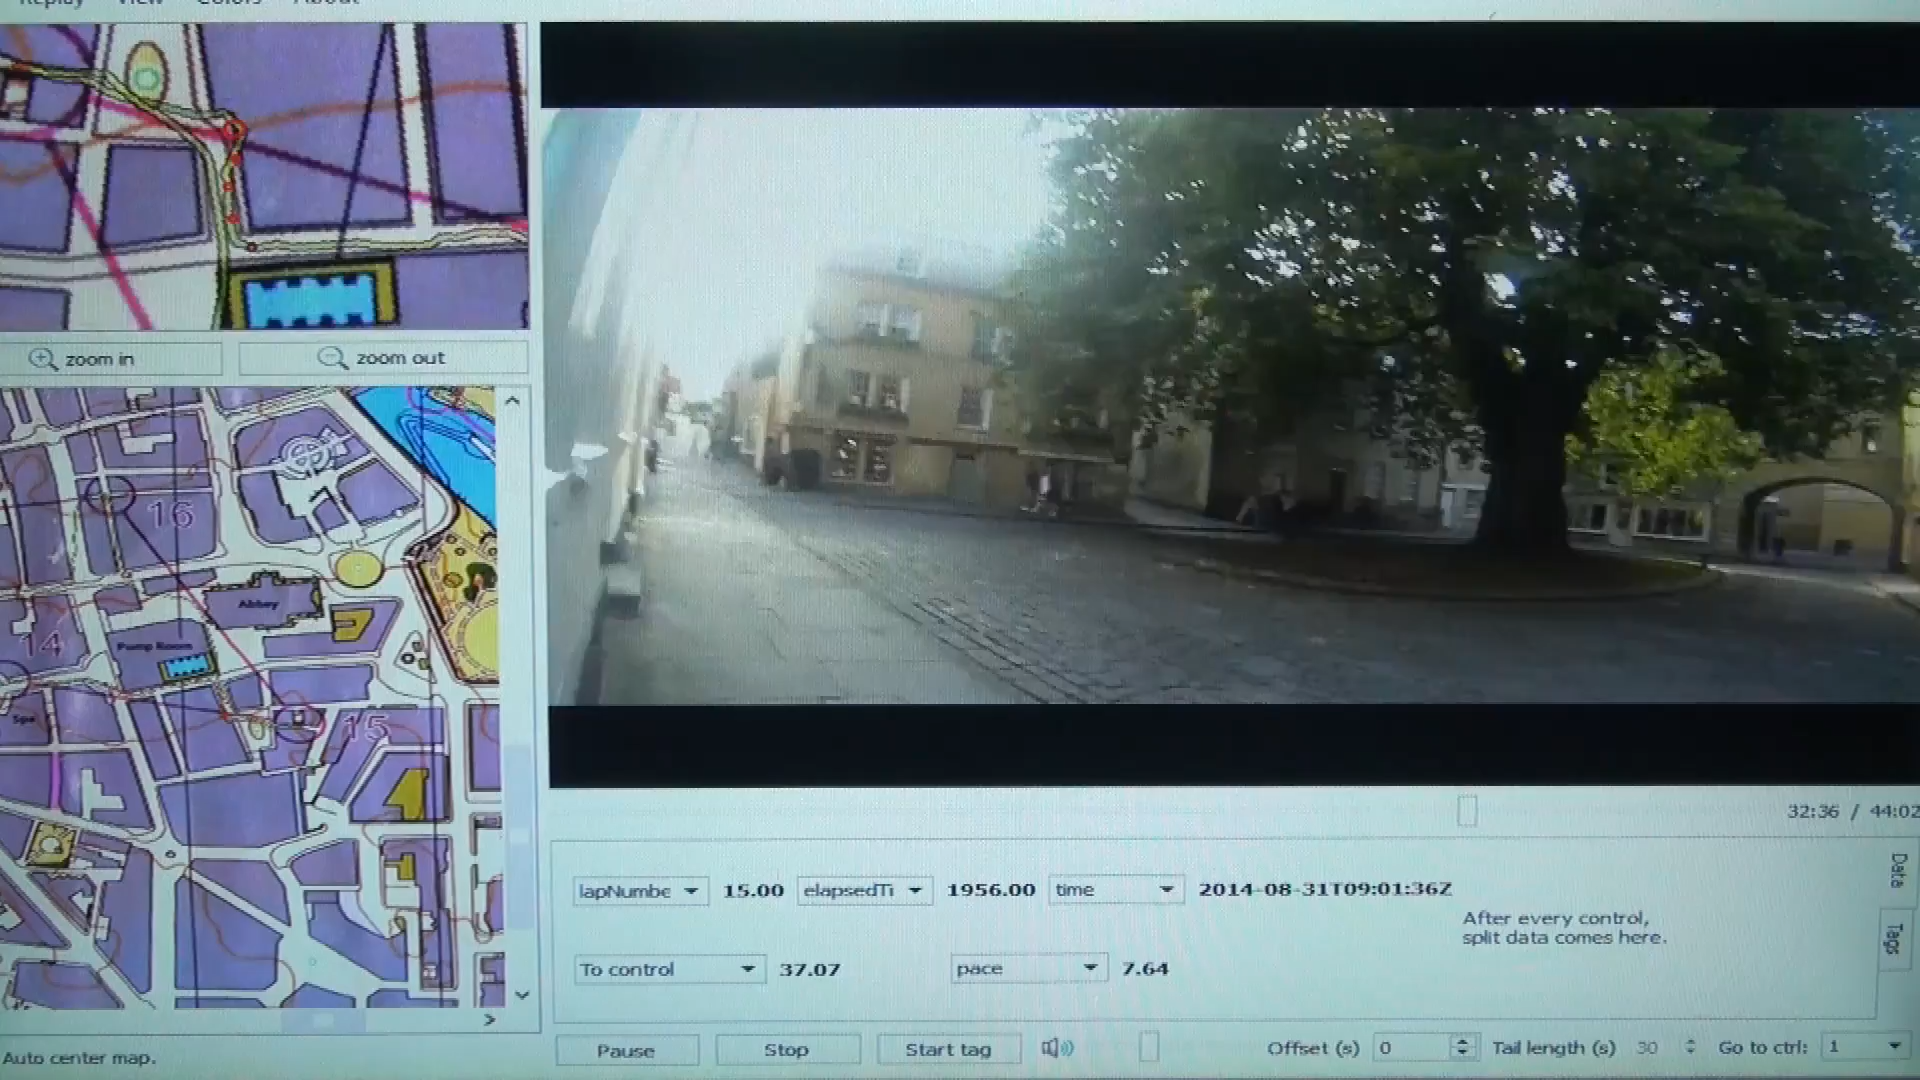 Replay View Colors About
zoom in
zoom out
16
Abbey
14
Pump Room
Spa
15
32:36 / 44:02
lapNumbe 15.00 elapsedTi 1956.00 time 2014-08-31T09:01:36Z
After every control,
split data comes here.
To control 37.07 pace 7.64
Data
Tags
Pause Stop Start tag Offset (s) 0 Tail length (s) 30 Go to ctrl: 1
Auto center map.